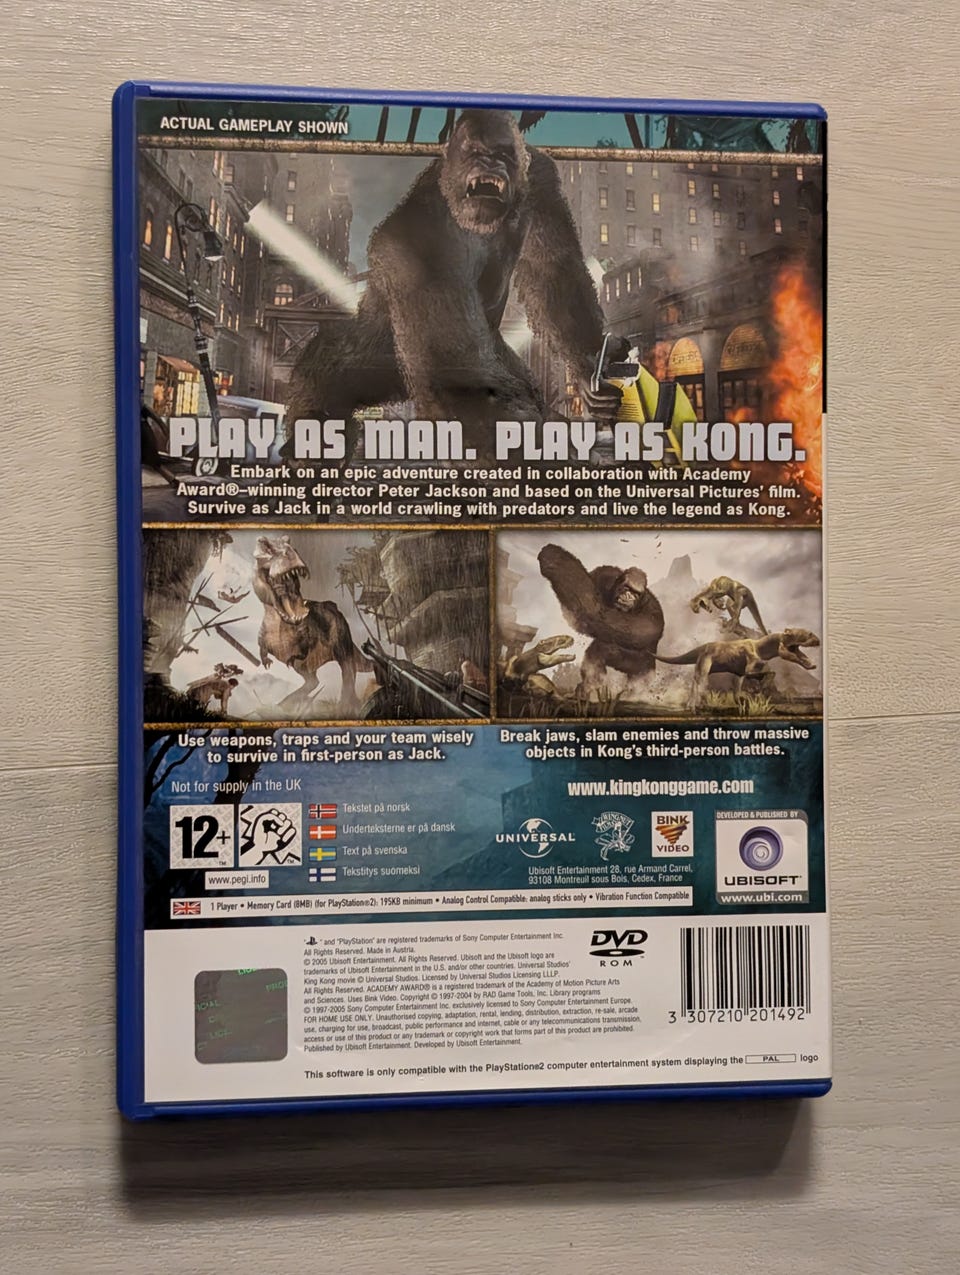 ACTUAL GAMEPLAY SHOWN
PLAY AS MAN. PLAY AS KONG.
Embark on an epic adventure created in collaboration with Academy
Award®-winning director Peter Jackson and based on the Universal Pictures' film.
Survive as Jack in a world crawling with predators and live the legend as Kong.
Use weapons, traps and your team wisely
to survive in first-person as Jack.
Break jaws, slam enemies and throw massive
objects in Kong's third-person battles.
Not for supply in the UK
www.kingkonggame.com
12+
www.pegi.info
Tekstet på norsk
Underteksterne er på dansk
Text på svenska
Tekstitys suomeksi
UNIVERSAL
WINGNUT
BINK
VIDEO
DEVELOPED & PUBLISHED BY
UBISOFT
www.ubi.com
Ubisoft Entertainment 28, rue Armand Carrel,
93108 Montreuil sous Bois, Cedex, France
1 Player • Memory Card (8MB) (for PlayStation®2): 195KB minimum • Analog Control Compatible: analog sticks only • Vibration Function Compatible
" " and "PlayStation" are registered trademarks of Sony Computer Entertainment Inc.
All Rights Reserved. Made in Austria.
© 2005 Ubisoft Entertainment. All Rights Reserved. Ubisoft and the Ubisoft logo are
trademarks of Ubisoft Entertainment in the U.S. and/or other countries. Universal Studios'
King Kong movie © Universal Studios. Licensed by Universal Studios Licensing LLLP.
All Rights Reserved. ACADEMY AWARD® is a registered trademark of the Academy of Motion Picture Arts
and Sciences. Uses Bink Video. Copyright © 1997-2004 by RAD Game Tools, Inc. Library programs
© 1997-2005 Sony Computer Entertainment Inc. exclusively licensed to Sony Computer Entertainment Europe.
FOR HOME USE ONLY. Unauthorised copying, adaptation, rental, lending, distribution, extraction, re-sale, arcade
use, charging for use, broadcast, public performance and internet, cable or any telecommunications transmission,
access or use of this product or any trademark or copyright work that forms part of this product are prohibited.
Published by Ubisoft Entertainment. Developed by Ubisoft Entertainment.
DVD
ROM
3 307210 201492
This software is only compatible with the PlayStation®2 computer entertainment system displaying the PAL logo